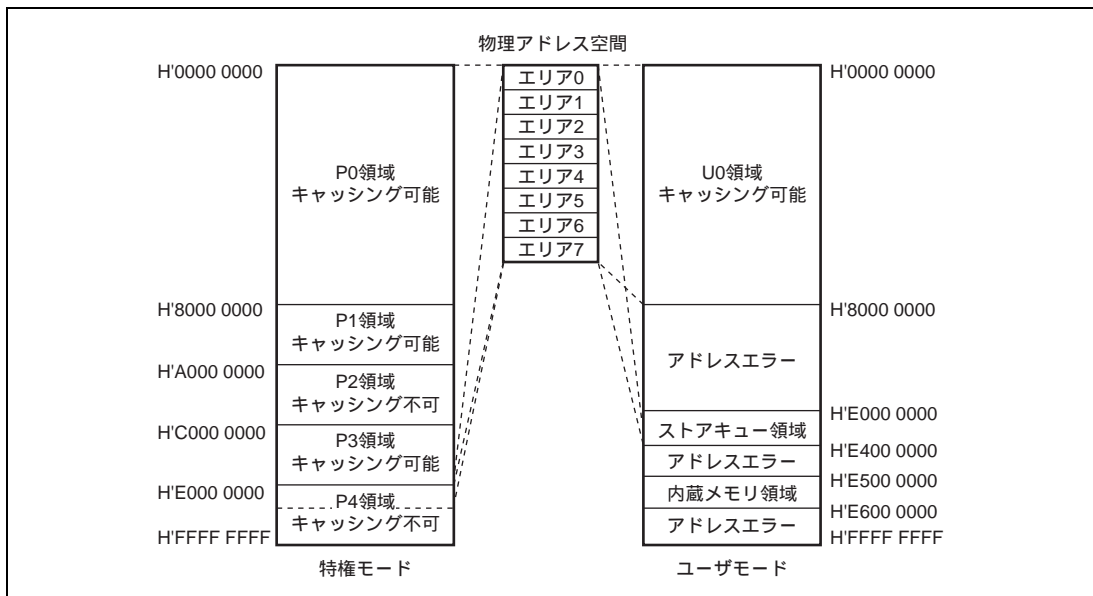 物理アドレス空間
H'0000 0000
P0領域
キャッシング可能
H'8000 0000
P1領域
キャッシング可能
H'A000 0000
P2領域
キャッシング不可
H'C000 0000
P3領域
キャッシング可能
H'E000 0000
P4領域
キャッシング不可
H'FFFF FFFF
特権モード
エリア0
エリア1
エリア2
エリア3
エリア4
エリア5
エリア6
エリア7
H'0000 0000
U0領域
キャッシング可能
H'8000 0000
アドレスエラー
H'E000 0000
ストアキュー領域
H'E400 0000
アドレスエラー
H'E500 0000
内蔵メモリ領域
H'E600 0000
アドレスエラー
H'FFFF FFFF
ユーザモード